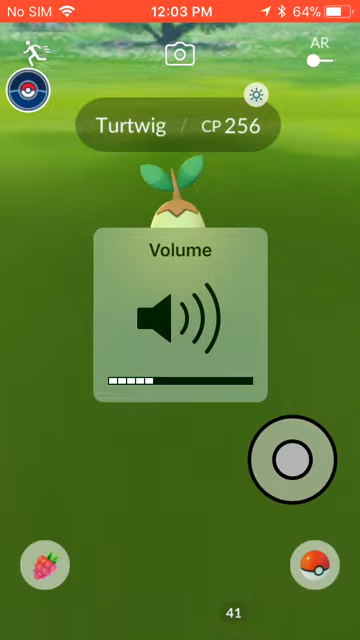 No SIM 12:03 PM 64%
AR
Turtwig / CP 256
Volume
41